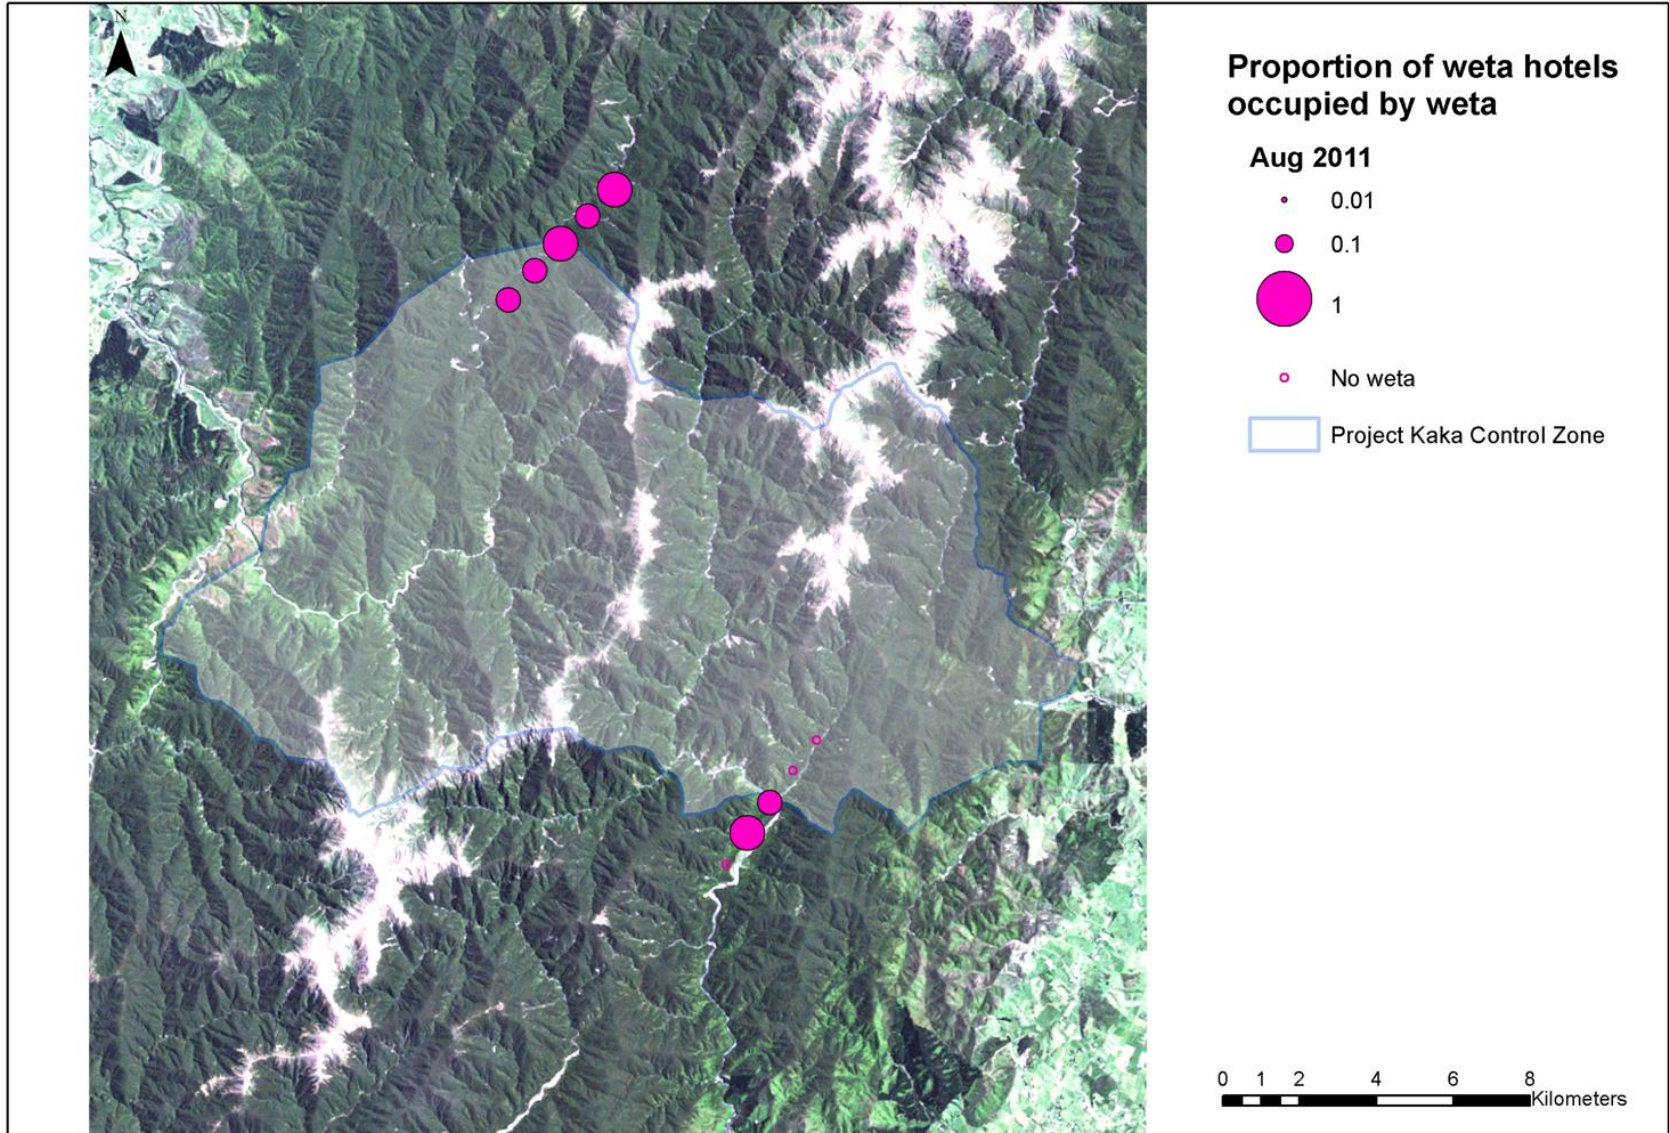 N
Proportion of weta hotels
occupied by weta
Aug 2011
0.01
0.1
1
No weta
Project Kaka Control Zone
0 1 2 4 6 8
Kilometers